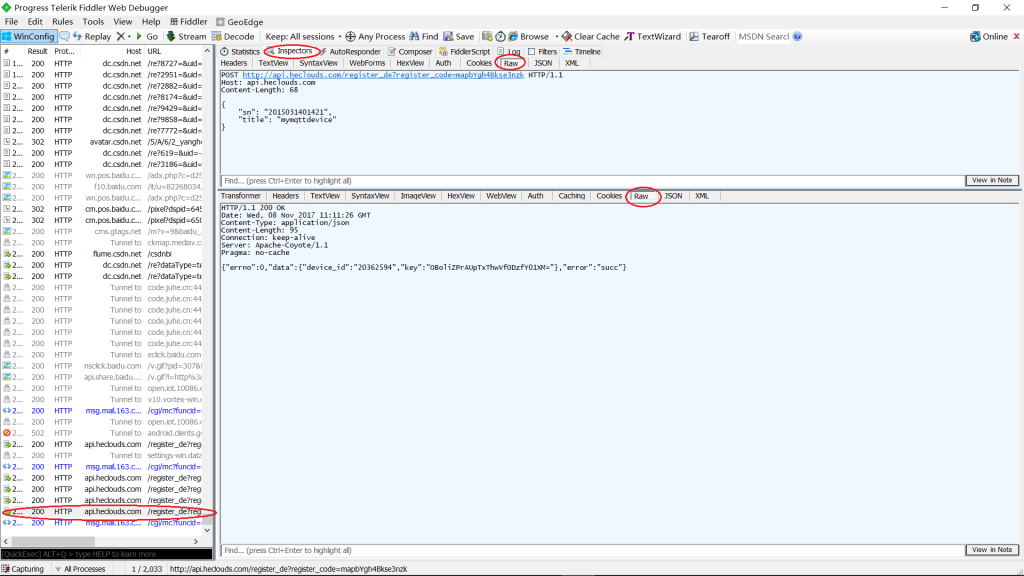 Progress Telerik Fiddler Web Debugger
File Edit Rules Tools View Help Fiddler GeoEdge
WinConfig Replay Go Stream Decode Keep: All sessions Any Process Find Save Browse Clear Cache TextWizard Tearoff MSDN Search Online
# Result Prot... Host URL
Statistics Inspectors AutoResponder Composer FiddlerScript Log Filters Timeline
Headers TextView SyntaxView WebForms HexView Auth Cookies Raw JSON XML
POST http://api.heclouds.com/register_de?register_code=mapbYgh4Bkse3nzk HTTP/1.1
Host: api.heclouds.com
Content-Length: 68
{
"sn": "2015031401421",
"title": "mymqttdevice"
}
Find... (press Ctrl+Enter to highlight all) View in Note
Transformer Headers TextView SyntaxView ImageView HexView WebView Auth Caching Cookies Raw JSON XML
HTTP/1.1 200 OK
Date: Wed, 08 Nov 2017 11:11:26 GMT
Content-Type: application/json
Content-Length: 95
Connection: keep-alive
Server: Apache-Coyote/1.1
Pragma: no-cache
{"errno":0,"data":{"device_id":"20362594","key":"OBoliZPrAUpTxThwVfODzfYO1XM="},"error":"succ"}
Find... (press Ctrl+Enter to highlight all) View in Note
1... 200 HTTP dc.csdn.net /re?8727=&uid=
1... 200 HTTP dc.csdn.net /re?2951=&uid=
1... 200 HTTP dc.csdn.net /re?2882=&uid=
1... 200 HTTP dc.csdn.net /re?8174=&uid=
1... 200 HTTP dc.csdn.net /re?9429=&uid=
1... 200 HTTP dc.csdn.net /re?9858=&uid=
1... 200 HTTP dc.csdn.net /re?7772=&uid=
1... 302 HTTP avatar.csdn.net /5/A/6/2_yanghe
1... 200 HTTP dc.csdn.net /re?619=&uid=-
1... 200 HTTP dc.csdn.net /re?3186=&uid=
2... 200 HTTP wn.pos.baidu.com /adx.php?c=d25
2... 200 HTTP f10.baidu.com /it/u=82268034,
2... 200 HTTP wn.pos.baidu.com /adx.php?c=d25
2... 302 HTTP cm.pos.baidu.com /pixel?dspid=645
2... 302 HTTP cm.pos.baidu.com /pixel?dspid=650
2... 200 HTTP cms.gtags.net /m?v=9&baidu_
2... 200 HTTP Tunnel to ckmap.mediav.c
2... 200 HTTP flume.csdn.net /csdnbi
2... 200 HTTP dc.csdn.net /re?dataType=te
2... 200 HTTP dc.csdn.net /re?dataType=te
2... 200 HTTP Tunnel to code.juhe.cn:44
2... 200 HTTP Tunnel to code.juhe.cn:44
2... 200 HTTP Tunnel to code.juhe.cn:44
2... 200 HTTP Tunnel to code.juhe.cn:44
2... 200 HTTP Tunnel to code.juhe.cn:44
2... 200 HTTP Tunnel to code.juhe.cn:44
2... 200 HTTP Tunnel to eclick.baidu.com
2... 200 HTTP nsclick.baidu.com /v.gif?pid=307&
2... 200 HTTP api.share.baidu.... /v.gif?l=http%3/
2... 200 HTTP Tunnel to open.iot.10086.c
2... 200 HTTP Tunnel to v10.vortex-win.c
2... 200 HTTP msg.mail.163.c... /cgi/mc?funcid=
2... 200 HTTP Tunnel to open.iot.10086.c
2... 502 HTTP Tunnel to android.clients.g
2... 200 HTTP api.heclouds.com /register_de?reg
2... 200 HTTP Tunnel to settings-win.data
2... 200 HTTP msg.mail.163.c... /cgi/mc?funcid=
2... 200 HTTP api.heclouds.com /register_de?reg
2... 200 HTTP api.heclouds.com /register_de?reg
2... 200 HTTP api.heclouds.com /register_de?reg
2... 200 HTTP api.heclouds.com /register_de?reg
2... 200 HTTP msg.mail.163.c... /cgi/mc?funcid=
[QuickExec] ALT+Q > type HELP to learn more
Capturing All Processes 1 / 2,033 http://api.heclouds.com/register_de?register_code=mapbYgh4Bkse3nzk